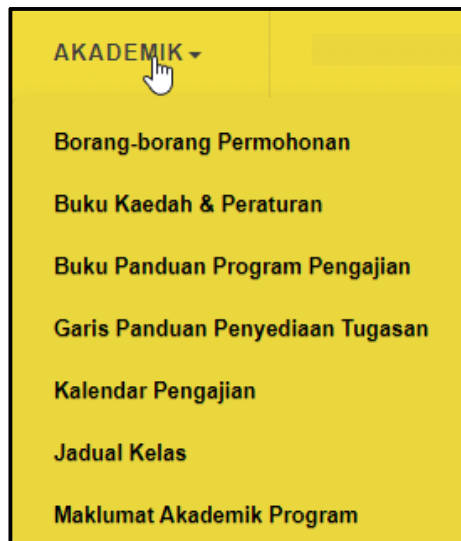 AKADEMIK
Borang-borang Permohonan
Buku Kaedah & Peraturan
Buku Panduan Program Pengajian
Garis Panduan Penyediaan Tugasan
Kalendar Pengajian
Jadual Kelas
Maklumat Akademik Program